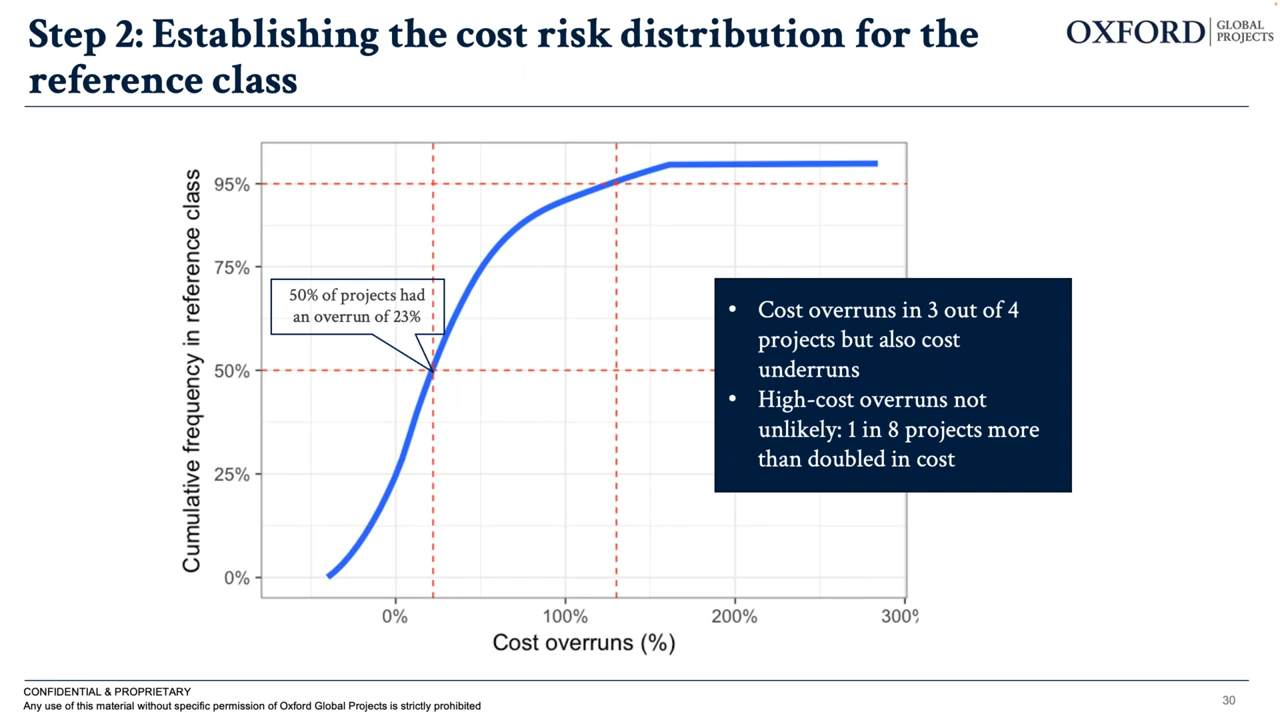 Step 2: Establishing the cost risk distribution for the
reference class
OXFORD
GLOBAL
PROJECTS
Cumulative frequency in reference class
95%
75%
50%
25%
0%
50% of projects had
an overrun of 23%
• Cost overruns in 3 out of 4
projects but also cost
underruns
• High-cost overruns not
unlikely: 1 in 8 projects more
than doubled in cost
0% 100% 200% 300%
Cost overruns (%)
CONFIDENTIAL & PROPRIETARY
Any use of this material without specific permission of Oxford Global Projects is strictly prohibited
30